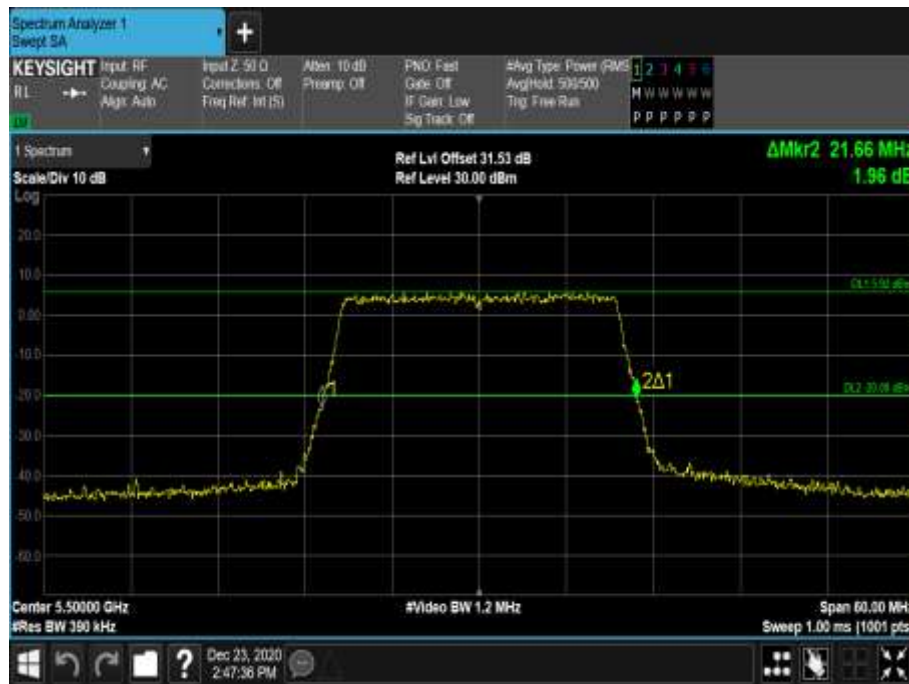 Spectrum Analyzer 1
Swept SA
+
KEYSIGHT
RL
Input: RF
Coupling: AC
Align: Auto
Input Z: 50 Ω
Corrections: Off
Freq Ref: Int (S)
Atten: 10 dB
Preamp: Off
PNO: Fast
Gate: Off
IF Gain: Low
Sig Track: Off
#Avg Type: Power (RMS
Avg|Hold: 500/500
Trig: Free Run
1 2 3 4 5 6
M W W W W W
P P P P P P
1 Spectrum
Scale/Div 10 dB
Ref Lvl Offset 31.53 dB
Ref Level 30.00 dBm
ΔMkr2 21.66 MHz
1.96 dB
Log
20.0
10.0
0.00
-10.0
-20.0
-30.0
-40.0
-50.0
-60.0
2Δ1
Center 5.50000 GHz
#Res BW 390 kHz
#Video BW 1.2 MHz
Span 60.00 MHz
Sweep 1.00 ms (1001 pts
?
Dec 23, 2020
2:47:36 PM